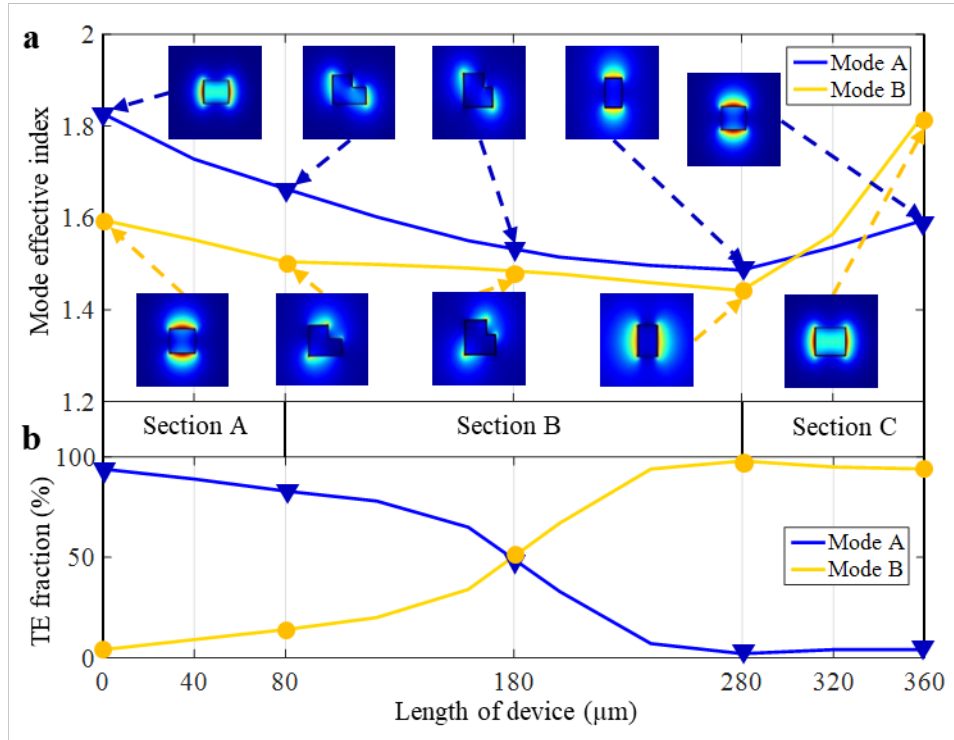 a
2
1.8
1.6
1.4
1.2
Mode effective index
Mode A
Mode B
Section A
Section B
Section C
b
100
50
0
TE fraction (%)
Mode A
Mode B
0
40
80
180
280
320
360
Length of device (μm)